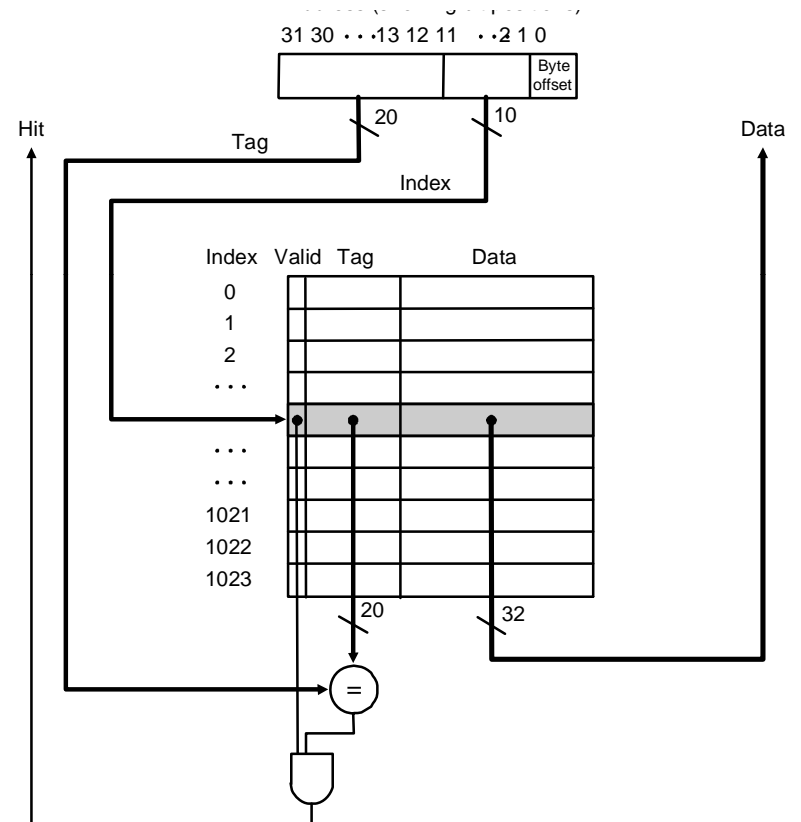 31 30 · · · 13 12 11 · · · 2 1 0
Byte
offset
20
10
Hit
Data
Tag
Index
Index Valid Tag Data
0
1
2
· · ·
· · ·
· · ·
1021
1022
1023
20
32
=